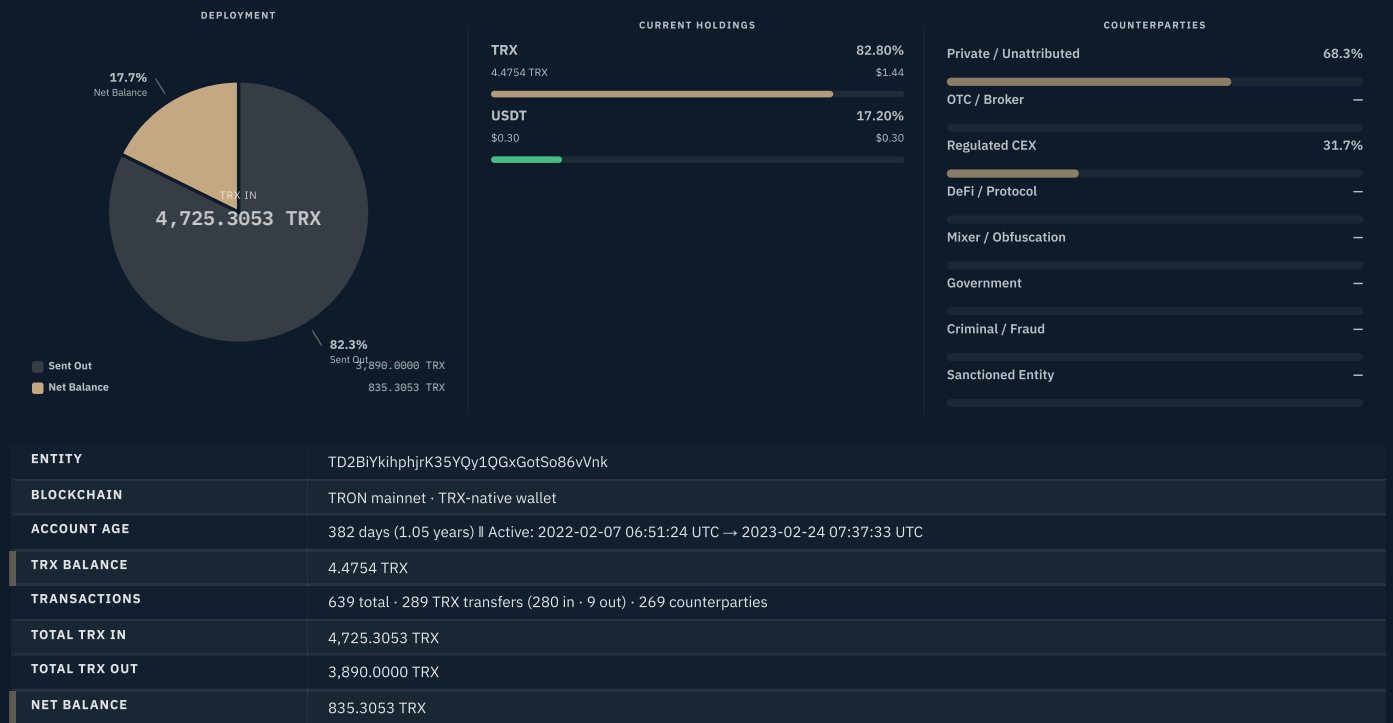 DEPLOYMENT
17.7%
Net Balance
TRX IN
4,725.3053 TRX
82.3%
Sent Out
Sent Out 3,890.0000 TRX
Net Balance 835.3053 TRX
CURRENT HOLDINGS
TRX 82.80%
4.4754 TRX $1.44
USDT 17.20%
$0.30 $0.30
COUNTERPARTIES
Private / Unattributed 68.3%
OTC / Broker —
Regulated CEX 31.7%
DeFi / Protocol —
Mixer / Obfuscation —
Government —
Criminal / Fraud —
Sanctioned Entity —
ENTITY TD2BiYkihphjrK35YQy1QGxGotSo86vVnk
BLOCKCHAIN TRON mainnet · TRX-native wallet
ACCOUNT AGE 382 days (1.05 years) ‖ Active: 2022-02-07 06:51:24 UTC → 2023-02-24 07:37:33 UTC
TRX BALANCE 4.4754 TRX
TRANSACTIONS 639 total · 289 TRX transfers (280 in · 9 out) · 269 counterparties
TOTAL TRX IN 4,725.3053 TRX
TOTAL TRX OUT 3,890.0000 TRX
NET BALANCE 835.3053 TRX